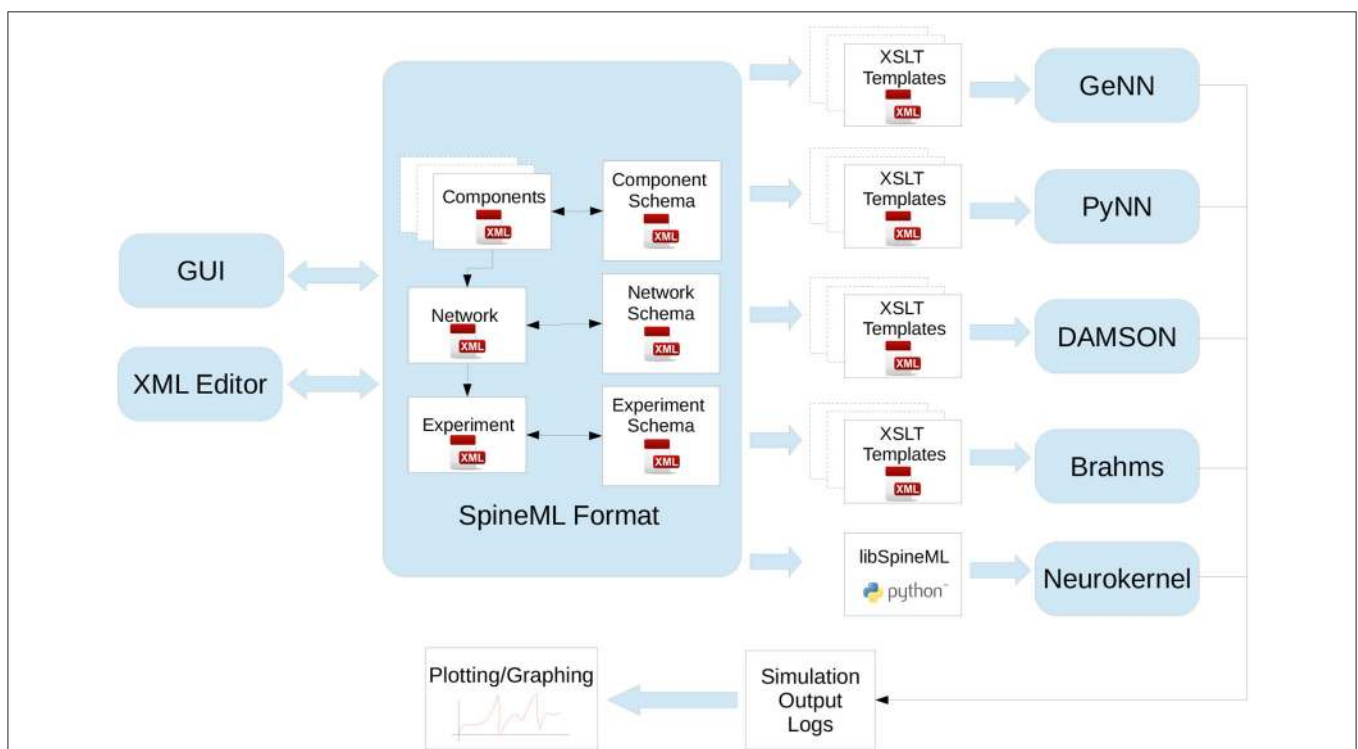 XSLT
Templates
XML
GeNN
Components
XML
Component
Schema
XML
XSLT
Templates
XML
PyNN
GUI
Network
XML
Network
Schema
XML
XSLT
Templates
XML
DAMSON
XML Editor
Experiment
XML
Experiment
Schema
XML
XSLT
Templates
XML
Brahms
SpineML Format
libSpineML
python™
Neurokernel
Plotting/Graphing
Simulation
Output
Logs